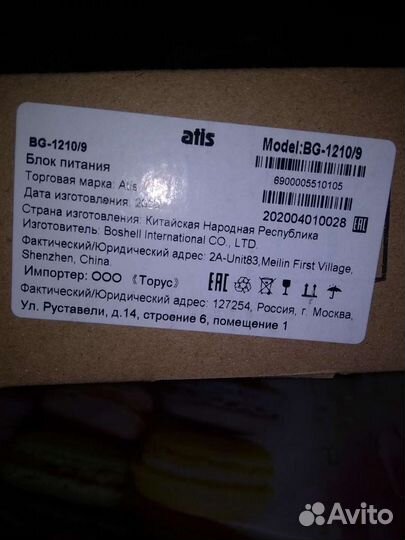 atis
Model:BG-1210/9
6900005510105
202004010028 EAC
BG-1210/9
Блок питания
Торговая марка: Atis
Дата изготовления:
Страна изготовления: Китайская Народная Республика
Изготовитель: Boshell International CO., LTD.
Фактический/Юридический адрес: 2A-Unit83,Meilin First Village,
Shenzhen, China.
Импортер: ООО 《Торус》
EAC
Фактический/Юридический адрес: 127254, Россия, г. Москва,
Ул. Руставели, д.14, строение 6, помещение 1
Avito